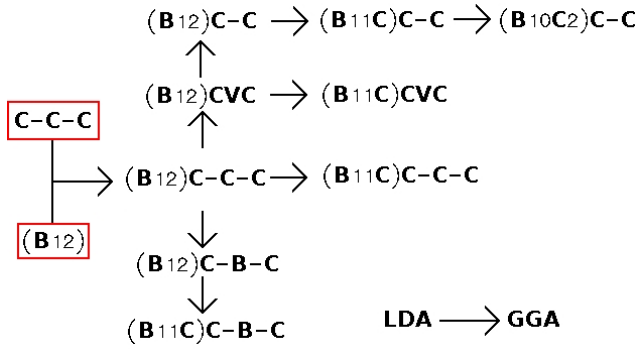 (B12)C-C (B11C)C-C (B10C2)C-C
(B12)CVC (B11C)CVC
C-C-C
(B12)C-C-C (B11C)C-C-C
(B12)
(B12)C-B-C
(B11C)C-B-C
LDA GGA